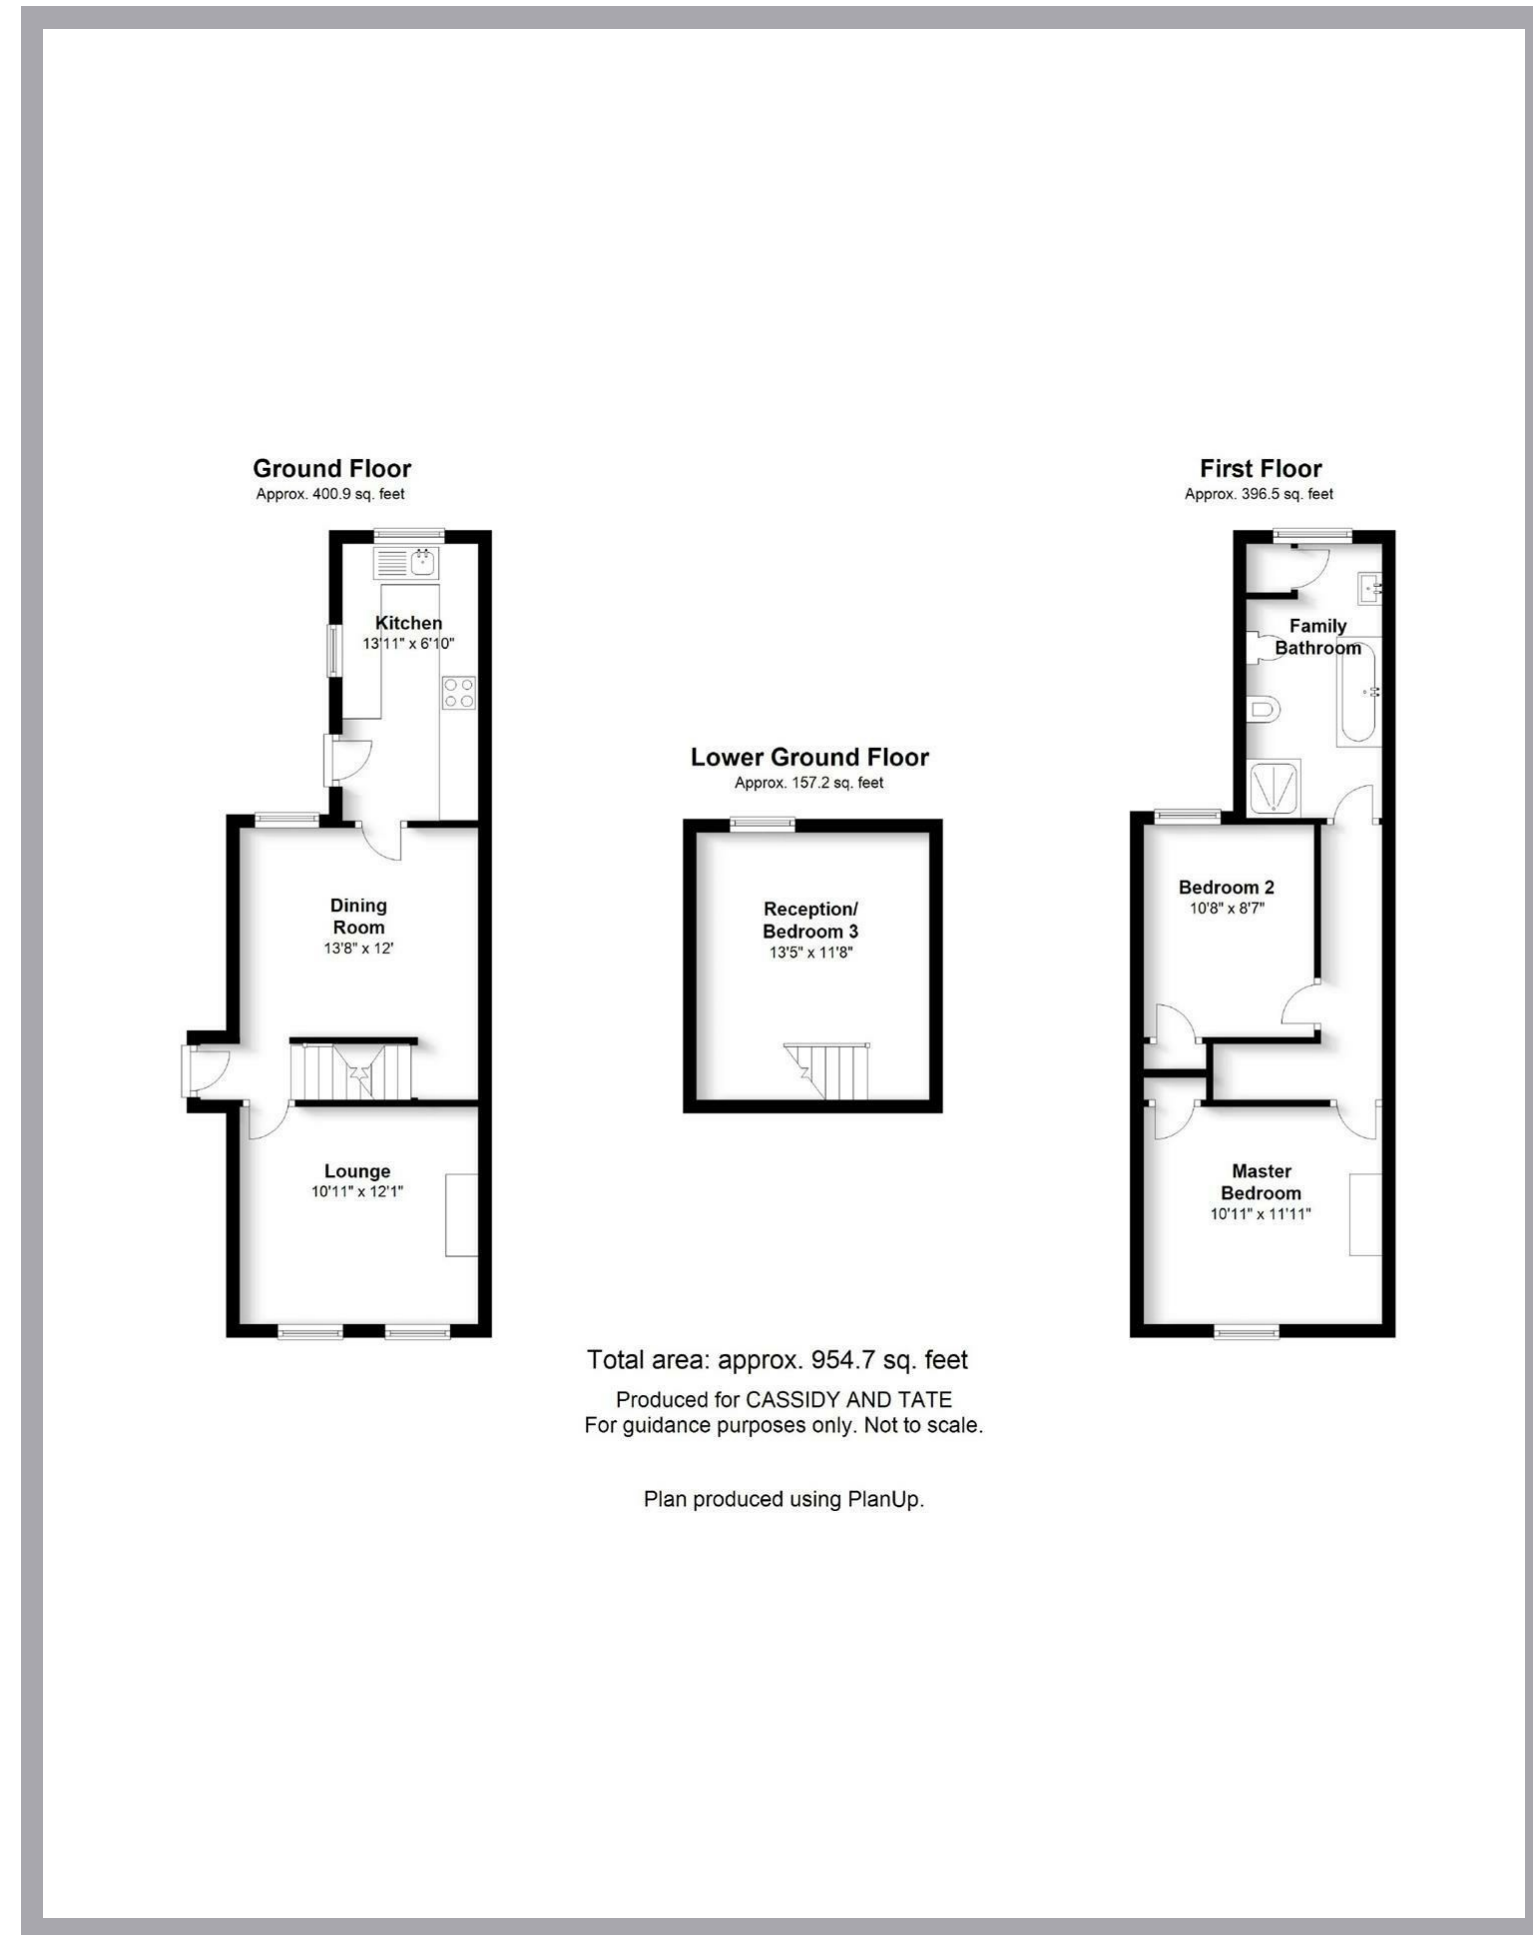 Ground Floor
Approx. 400.9 sq. feet
Kitchen
13'11" x 6'10"
Dining
Room
13'8" x 12'
Lounge
10'11" x 12'1"
Lower Ground Floor
Approx. 157.2 sq. feet
Reception/
Bedroom 3
13'5" x 11'8"
First Floor
Approx. 396.5 sq. feet
Family
Bathroom
Bedroom 2
10'8" x 8'7"
Master
Bedroom
10'11" x 11'11"
Total area: approx. 954.7 sq. feet
Produced for CASSIDY AND TATE
For guidance purposes only. Not to scale.
Plan produced using PlanUp.